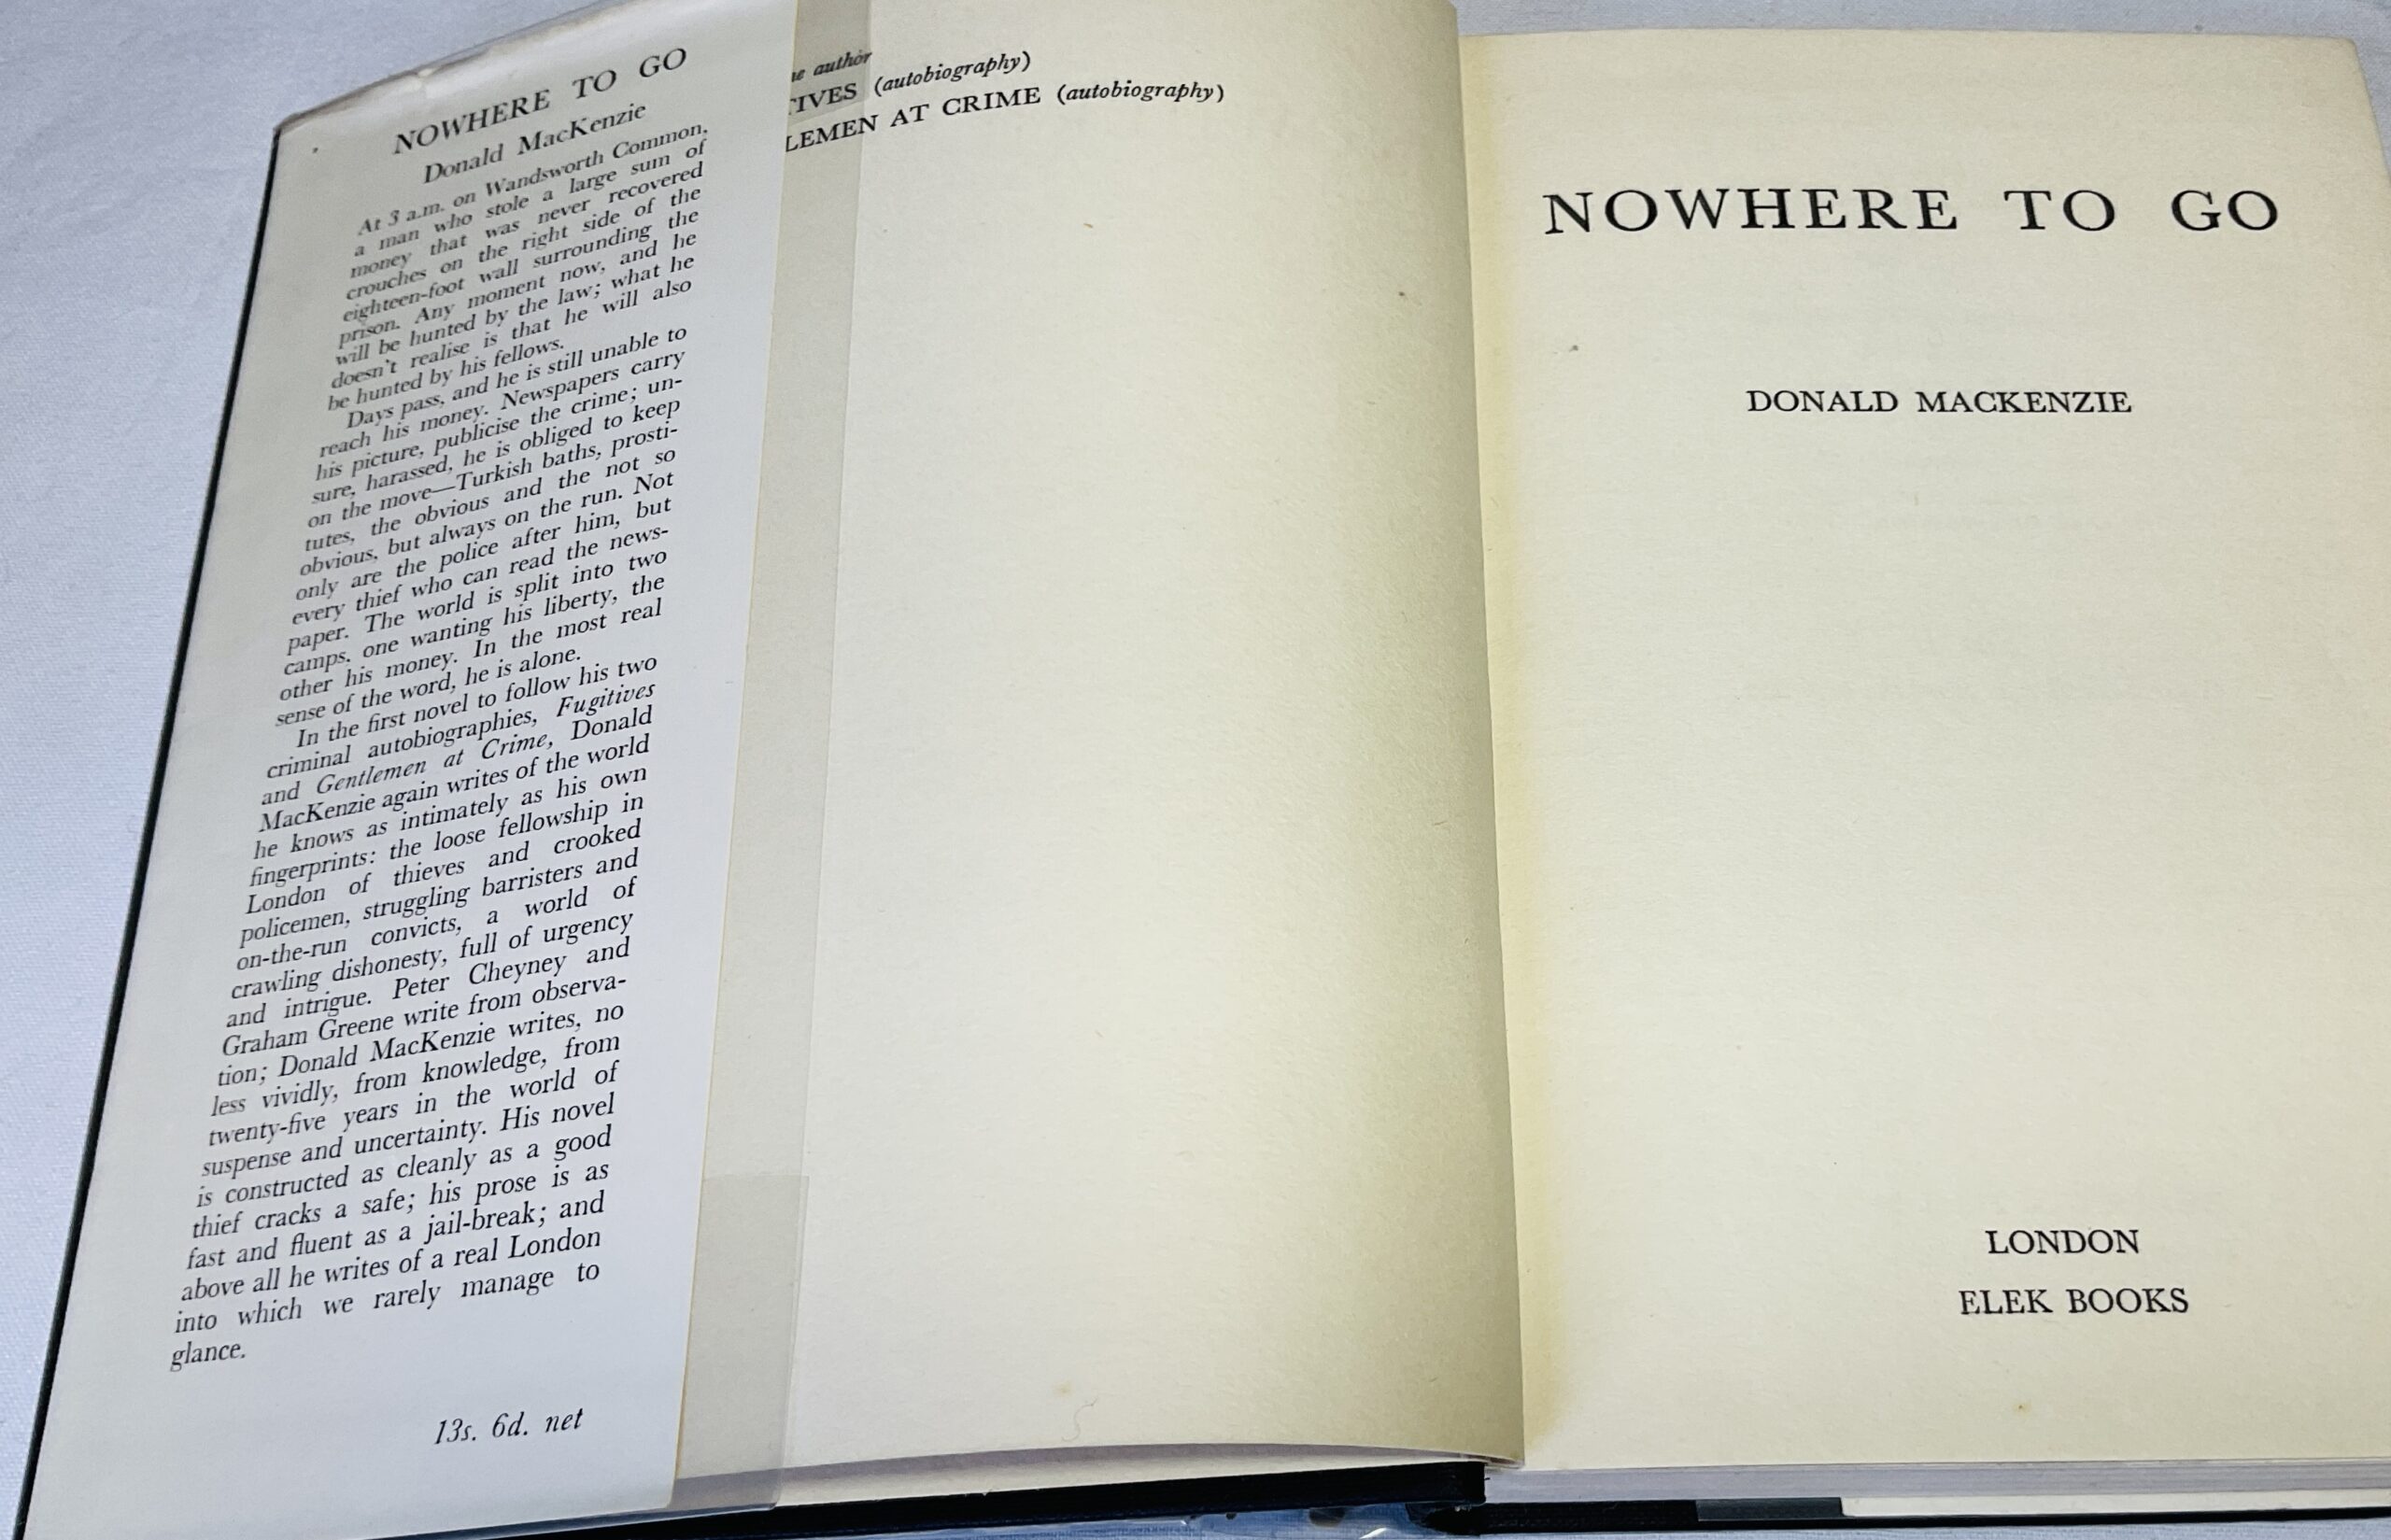 NOWHERE TO GO
Donald MacKenzie
At 3 a.m. on Wandsworth Common,
a man who stole a large sum of
money that was never recovered
crouches on the right side of the
eighteen-foot wall surrounding the
prison. Any moment now, and he
will be hunted by the law; what he
doesn't realise is that he will also
be hunted by his fellows.
Days pass, and he is still unable to
reach his money. Newspapers carry
his picture, publicise the crime; un-
sure, harassed, he is obliged to keep
on the move—Turkish baths, prosti-
tutes, the obvious and the not so
obvious, but always on the run. Not
only are the police after him, but
every thief who can read the news-
paper. The world is split into two
camps, one wanting his liberty, the
other his money. In the most real
sense of the word, he is alone.
In the first novel to follow his two
criminal autobiographies, Fugitives
and Gentlemen at Crime, Donald
MacKenzie again writes of the world
he knows as intimately as his own
fingerprints: the loose fellowship in
London of thieves and crooked
policemen, struggling barristers and
on-the-run convicts, a world of
crawling dishonesty, full of urgency
and intrigue. Peter Cheyney and
Graham Greene write from observa-
tion; Donald MacKenzie writes, no
less vividly, from knowledge, from
twenty-five years in the world of
suspense and uncertainty. His novel
is constructed as cleanly as a good
thief cracks a safe; his prose is as
fast and fluent as a jail-break; and
above all he writes of a real London
into which we rarely manage to
glance.
13s. 6d. net
e author
TIVES (autobiography)
LEMEN AT CRIME (autobiography)
NOWHERE TO GO
DONALD MACKENZIE
LONDON
ELEK BOOKS